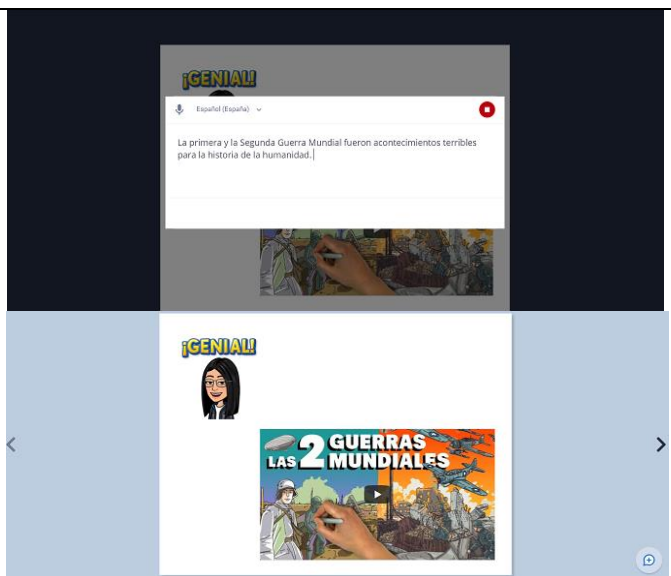 ¡GENIAL!
Español (España)
La primera y la Segunda Guerra Mundial fueron acontecimientos terribles
para la historia de la humanidad.
¡GENIAL!
LAS 2 GUERRAS
MUNDIALES